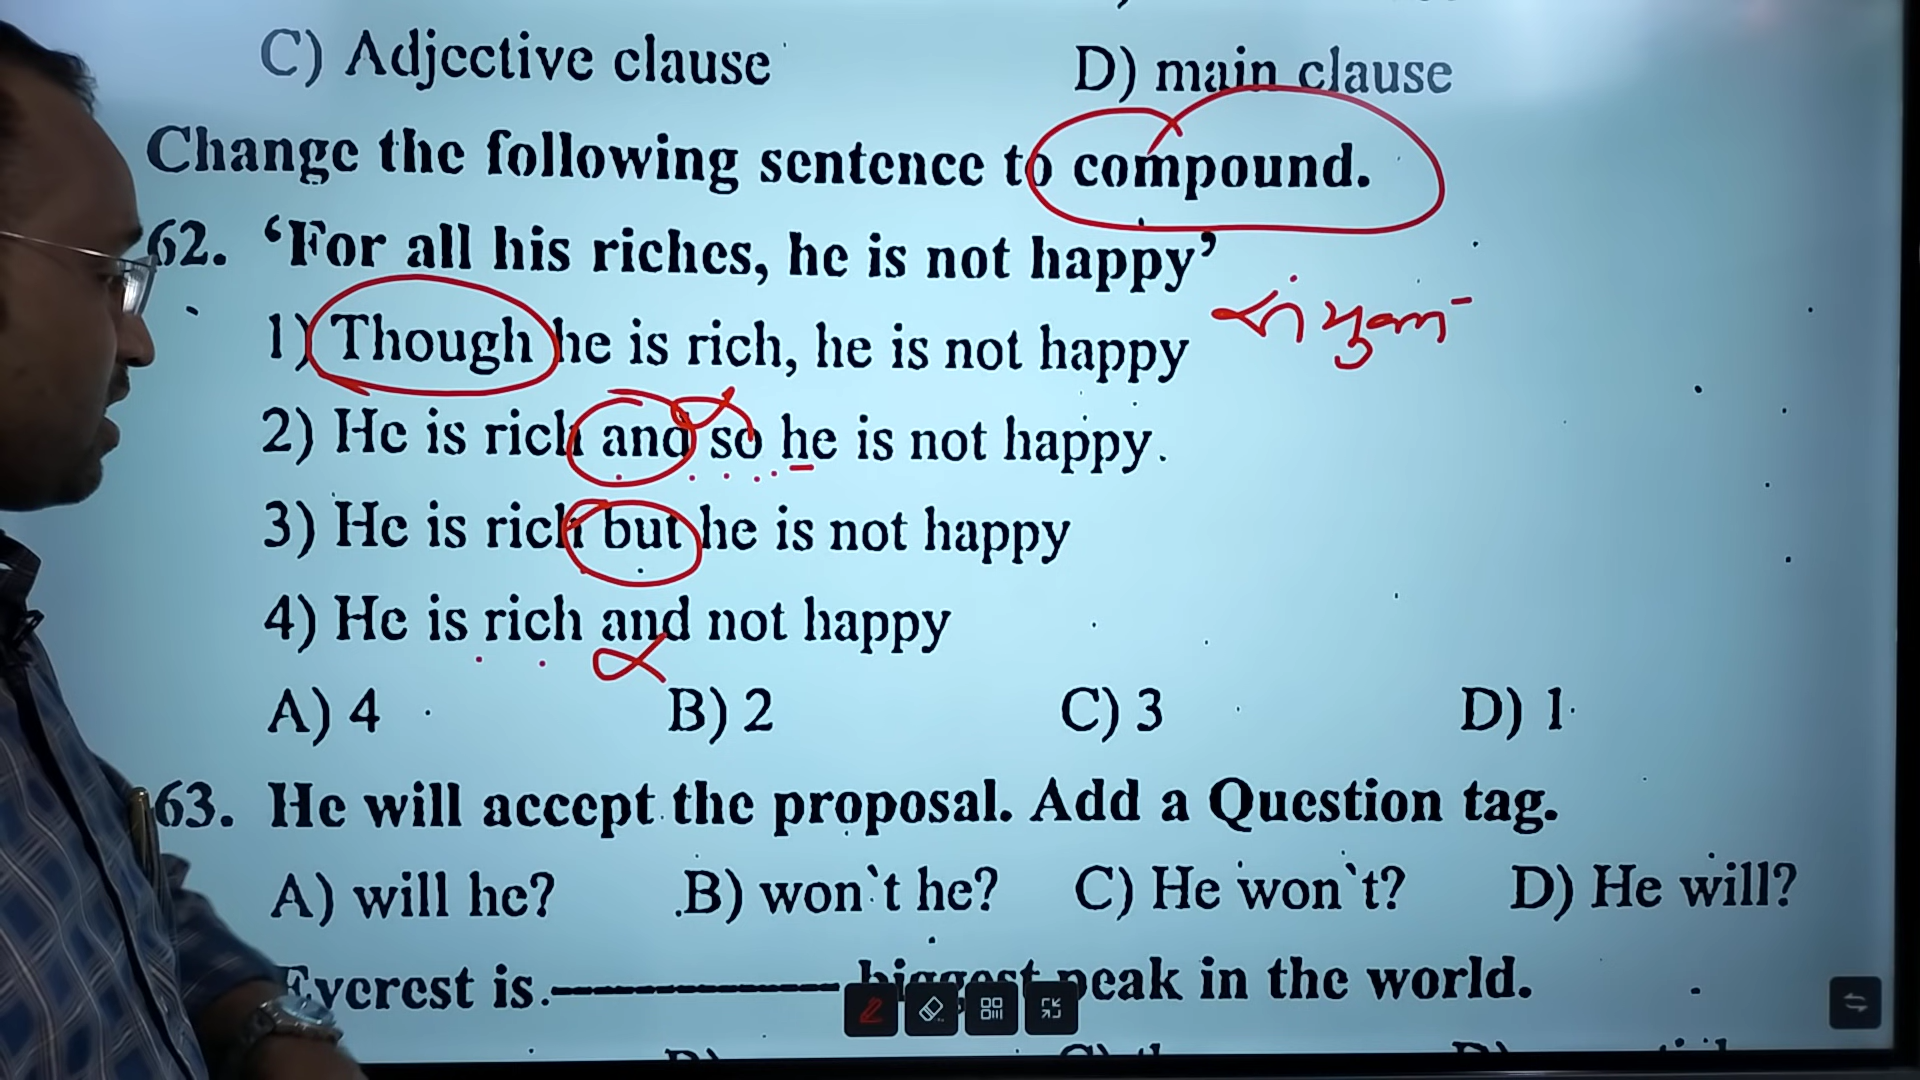 C) Adjective clause D) main clause
Change the following sentence to compound.
62. ‘For all his riches, he is not happy’
1) Though he is rich, he is not happy
2) He is rich and so he is not happy.
3) He is rich but he is not happy
4) He is rich and not happy
A) 4 B) 2 C) 3 D) 1
63. He will accept the proposal. Add a Question tag.
A) will he? B) won`t he? C) He won`t? D) He will?
Everest is ------------------ biggest peak in the world.